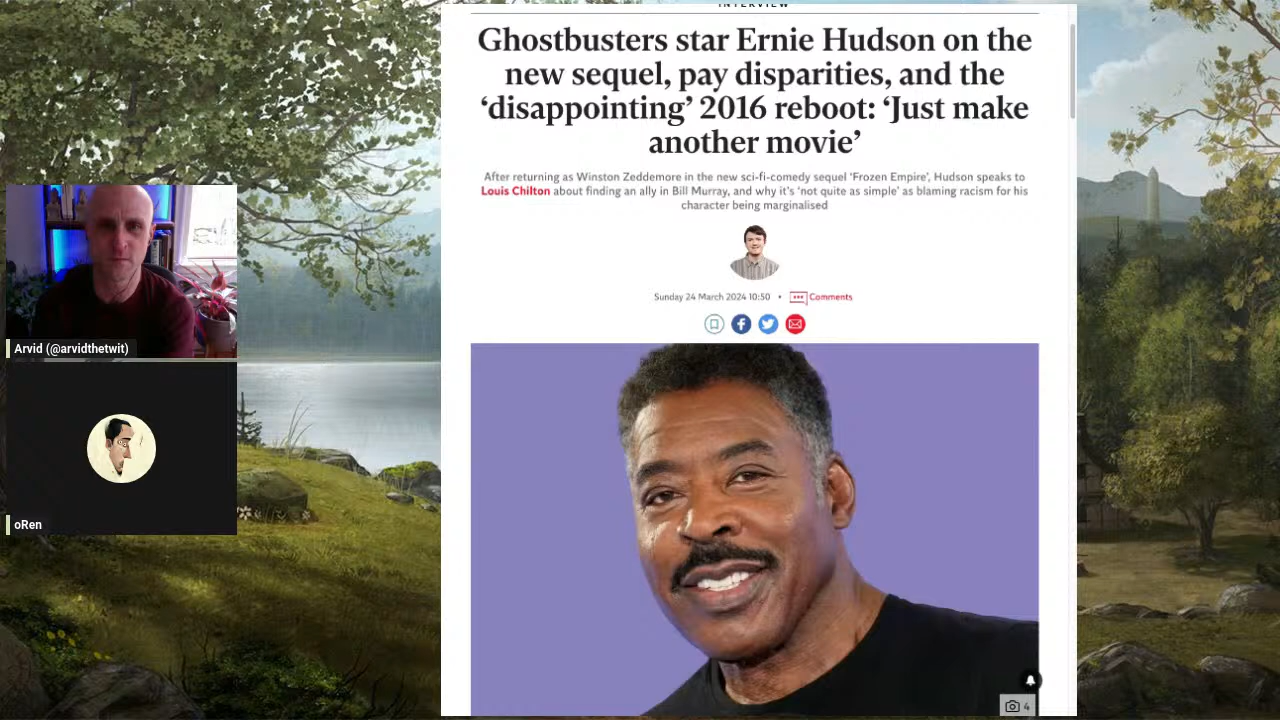 INTERVIEW
Ghostbusters star Ernie Hudson on the
new sequel, pay disparities, and the
‘disappointing’ 2016 reboot: ‘Just make
another movie’
After returning as Winston Zeddemore in the new sci-fi-comedy sequel ‘Frozen Empire’, Hudson speaks to
Louis Chilton about finding an ally in Bill Murray, and why it’s ‘not quite as simple’ as blaming racism for his
character being marginalised
Sunday 24 March 2024 10:50 • Comments
Arvid (@arvidthetwit)
oRen
4